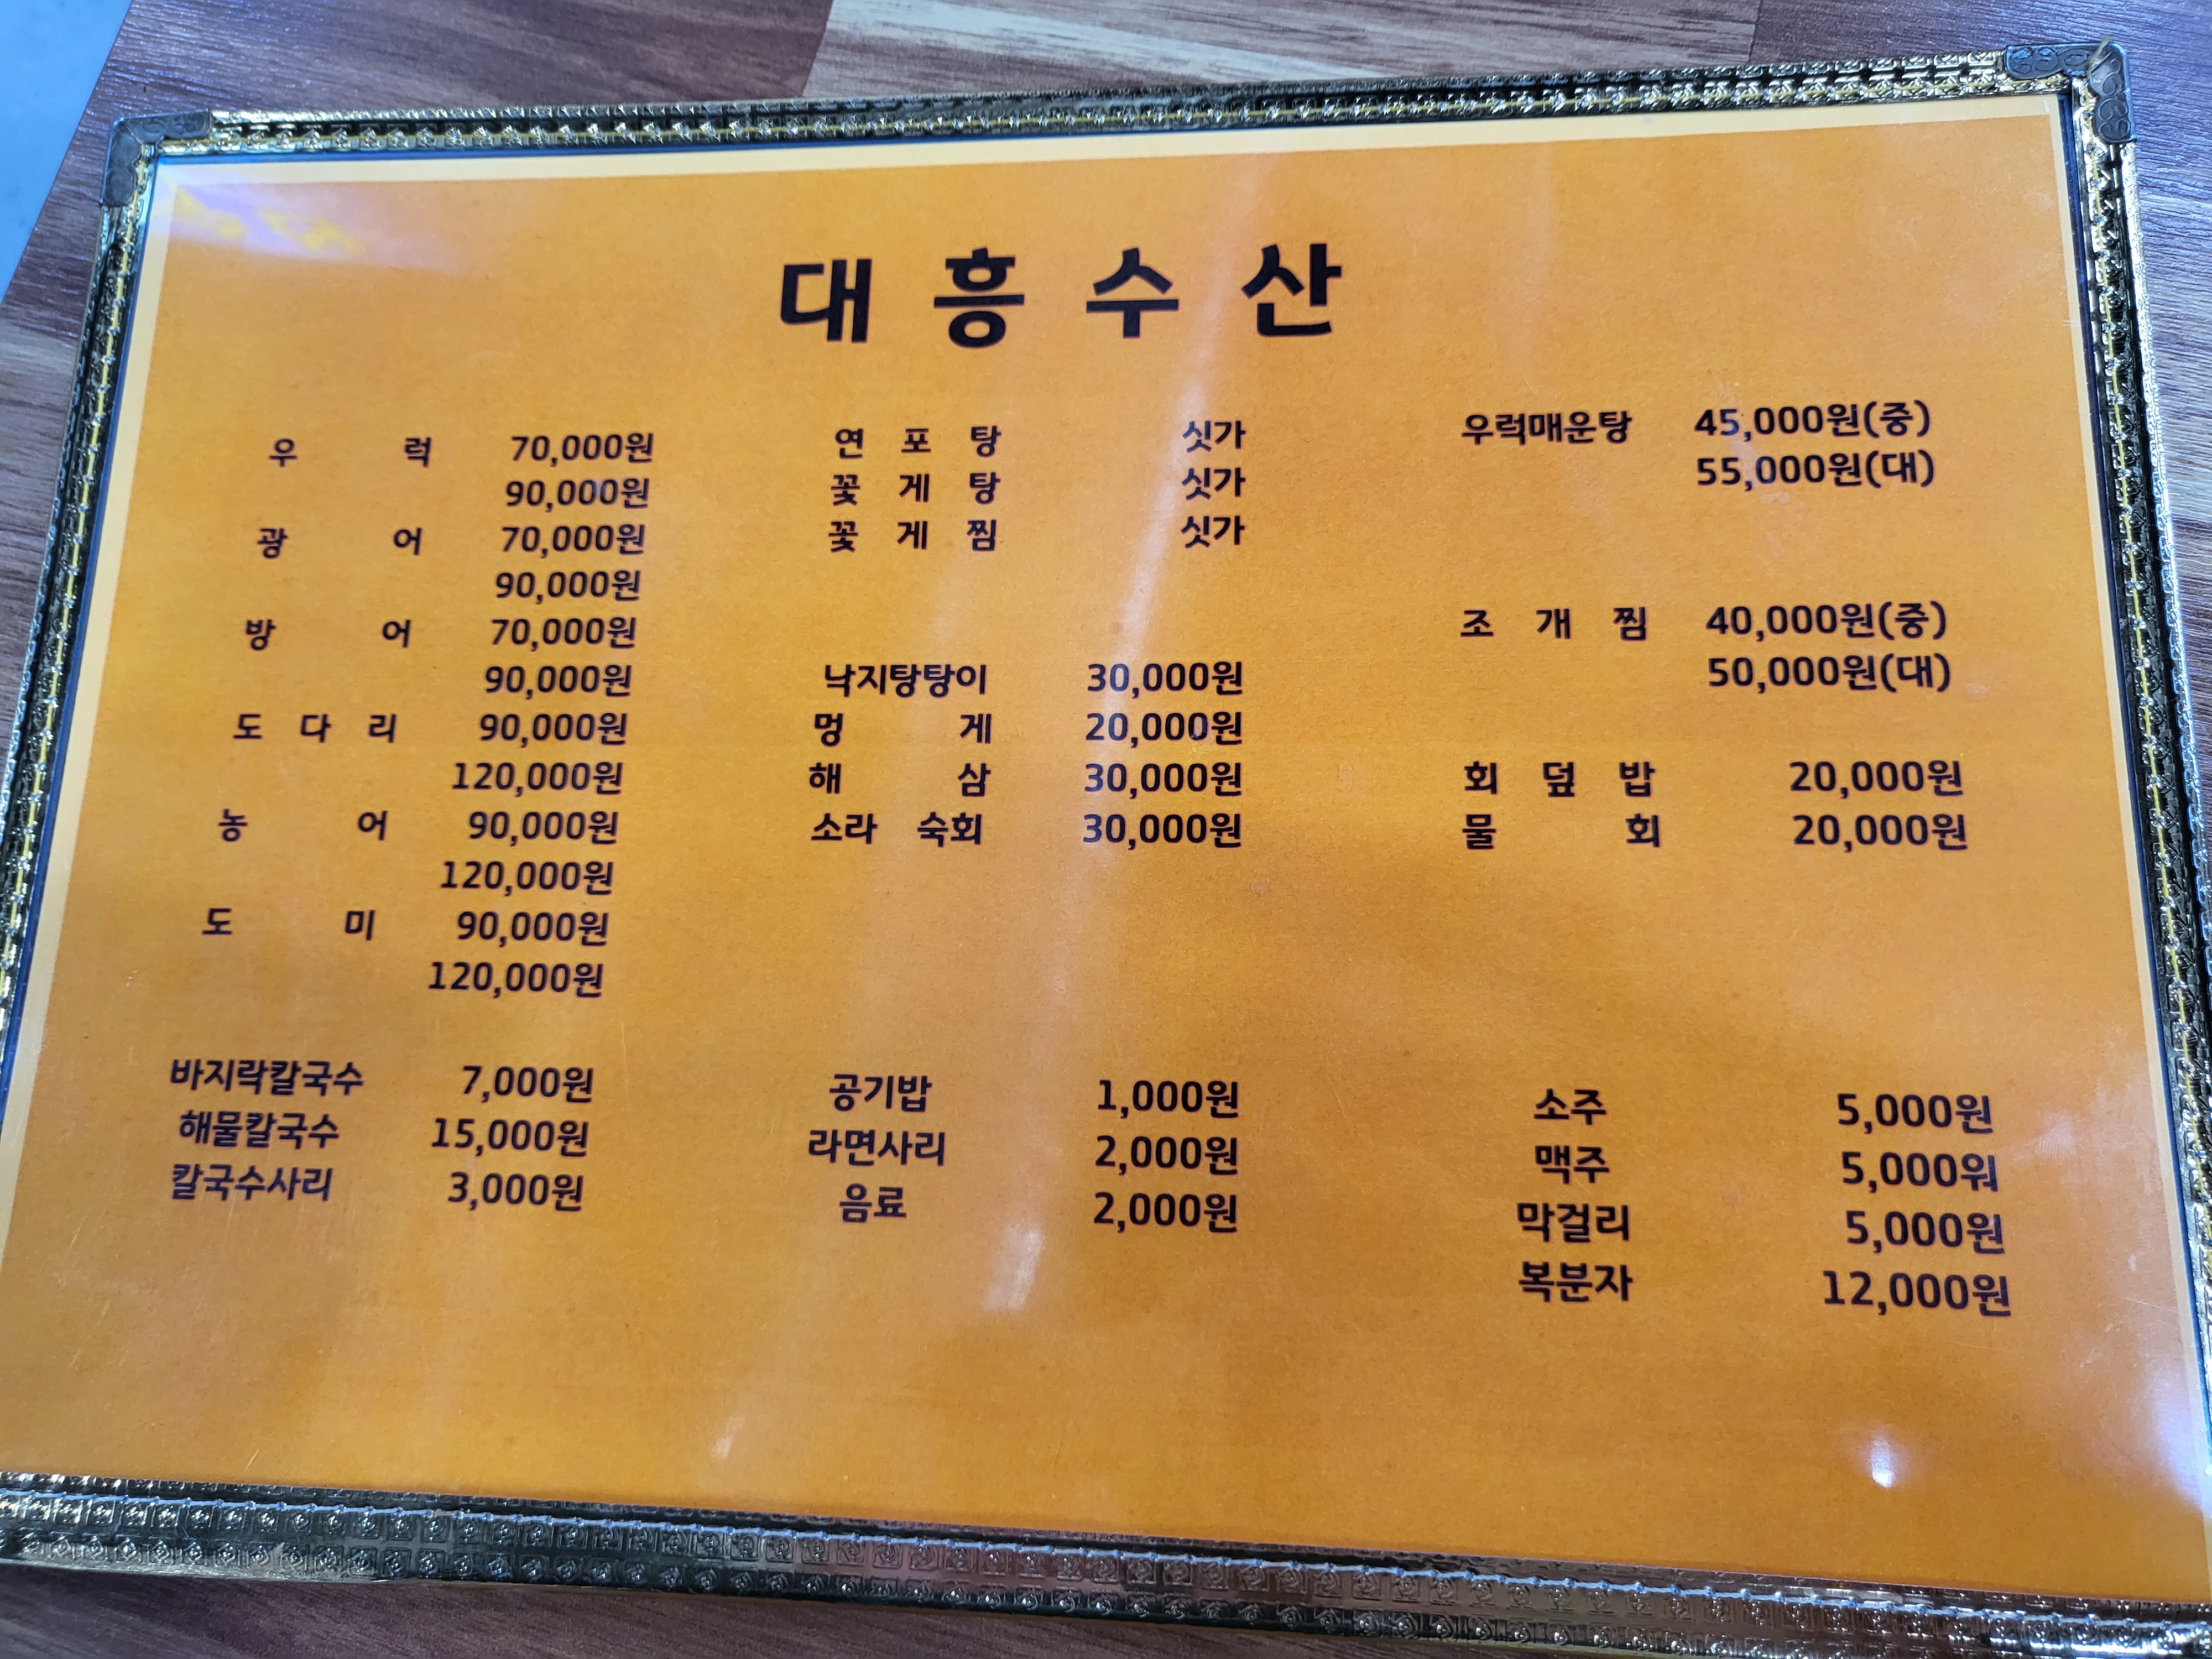 대흥수산
우럭 70,000원
90,000원
광어 70,000원
90,000원
방어 70,000원
90,000원
도다리 90,000원
120,000원
농어 90,000원
120,000원
도미 90,000원
120,000원
바지락칼국수 7,000원
해물칼국수 15,000원
칼국수사리 3,000원
연포탕 싯가
꽃게탕 싯가
꽃게찜 싯가
낙지탕탕이 30,000원
멍게 20,000원
해삼 30,000원
소라 숙회 30,000원
공기밥 1,000원
라면사리 2,000원
음료 2,000원
우럭매운탕 45,000원(중)
55,000원(대)
조개찜 40,000원(중)
50,000원(대)
회덮밥 20,000원
물회 20,000원
소주 5,000원
맥주 5,000워
막걸리 5,000원
복분자 12,000원